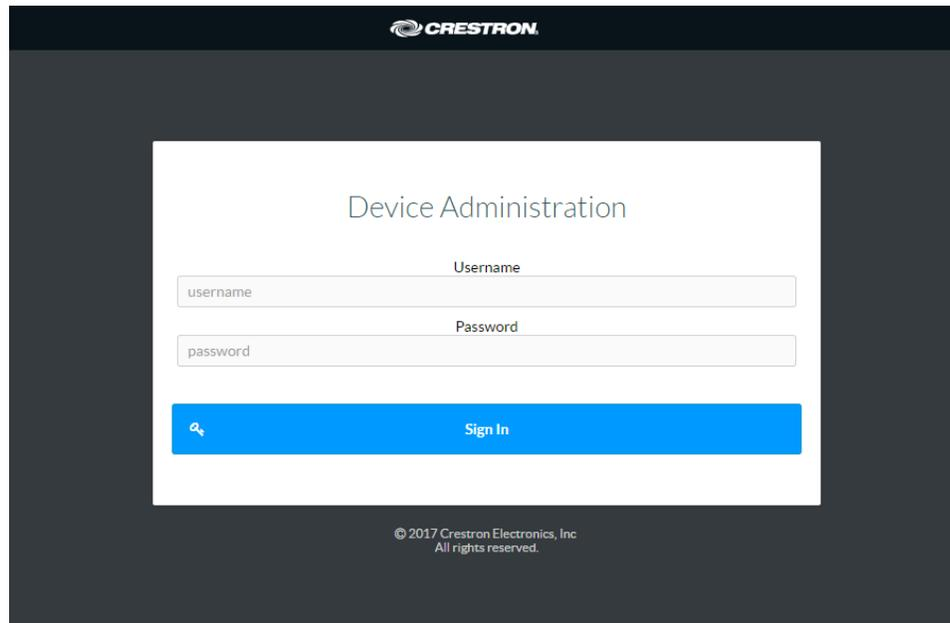 CRESTRON.
Device Administration
Username
username
Password
password
Sign In
© 2017 Crestron Electronics, Inc
All rights reserved.